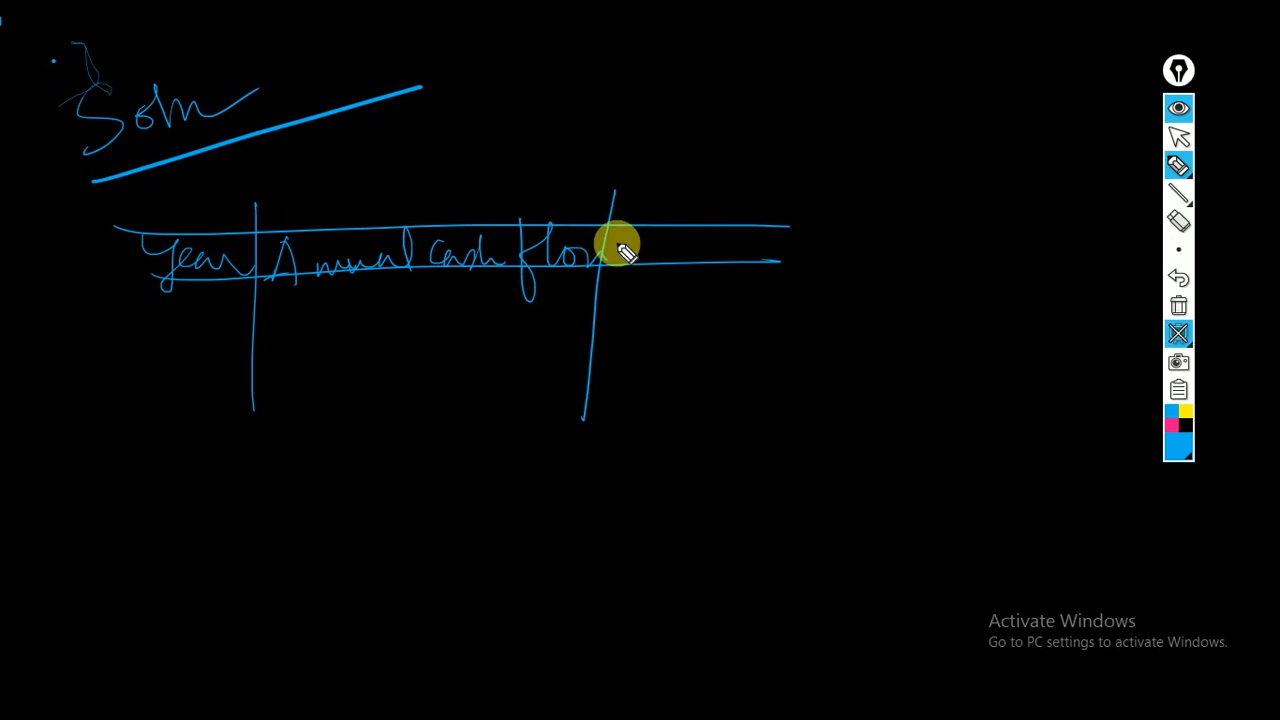 Soln
Year Annual cash flow
Activate Windows
Go to PC settings to activate Windows.